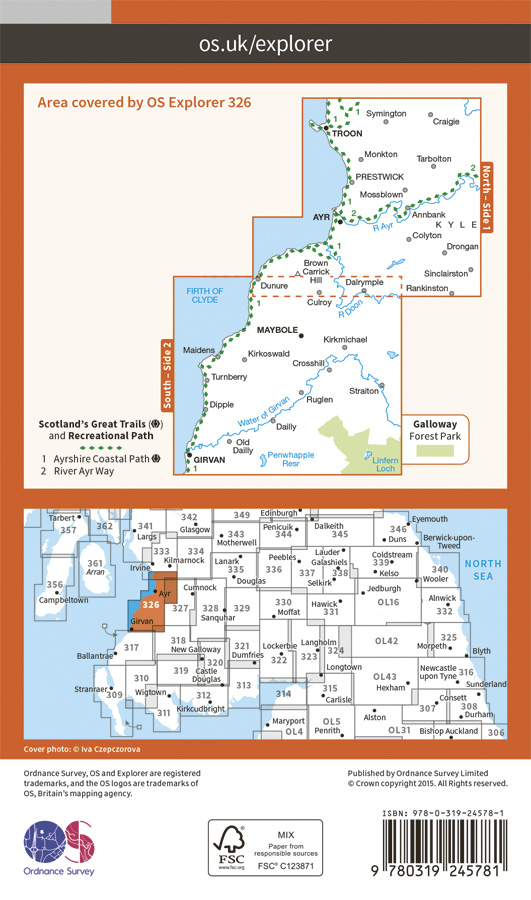 os.uk/explorer
Area covered by OS Explorer 326
Symington
Craigie
TROON
1
1
Monkton
Tarbolton
PRESTWICK
Mossblown
2
North – Side 1
AYR
2
1
Annbank
R Ayr
KYLE
Colyton
Drongan
1
Brown
Carrick
Hill
Sinclairston
Dunure
Dalrymple
Rankinston
FIRTH OF
CLYDE
1
Culroy
R Doon
MAYBOLE
Kirkmichael
South – Side 2
Maidens
Kirkoswald
Crosshill
Turnberry
Straiton
Ruglen
Dipple
Water of Girvan
Dailly
Old
Dailly
GIRVAN
1
Penwhapple
Resr
Linfern
Loch
Galloway
Forest Park
Scotland's Great Trails ( )
and Recreational Path
1 Ayrshire Coastal Path
2 River Ayr Way
Tarbert
357
362
341
Largs
342
Glasgow
349
Edinburgh
343
Motherwell
Penicuik
344
Dalkeith
345
346
Duns
Eyemouth
Berwick-upon-
Tweed
333
334
Kilmarnock
Irvine
361
Arran
Lanark
335
Douglas
Peebles
336
Lauder
Galashiels
337
338
Selkirk
Coldstream
339
Kelso
340
Wooler
NORTH
SEA
356
Campbeltown
Ayr
326
Girvan
Cumnock
327
328
Sanquhar
329
330
Moffat
Hawick
331
Jedburgh
OL16
Alnwick
332
Ballantrae
317
318
New Galloway
319
320
Castle
Douglas
321
Dumfries
Lockerbie
322
Langholm
323
324
OL42
325
Morpeth
Blyth
Stranraer
309
310
Wigtown
311
312
Kirkcudbright
313
314
Longtown
315
Carlisle
OL43
Hexham
Newcastle
upon Tyne
316
Sunderland
Consett
307
308
Durham
Maryport
OL4
OL5
Penrith
Alston
OL31
Bishop Auckland
306
Cover photo: © Iva Czepczorova
Ordnance Survey, OS and Explorer are registered
trademarks, and the OS logos are trademarks of
OS, Britain's mapping agency.
Published by Ordnance Survey Limited
© Crown copyright 2015. All Rights reserved.
OS
Ordnance Survey
FSC
www.fsc.org
MIX
Paper from
responsible sources
FSC® C123871
ISBN: 978-0-319-24578-1
9 780319 245781